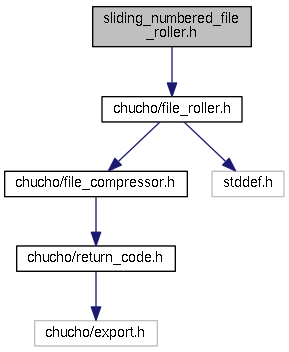 sliding_numbered_file
_roller.h
chucho/file_roller.h
chucho/file_compressor.h
stddef.h
chucho/return_code.h
chucho/export.h